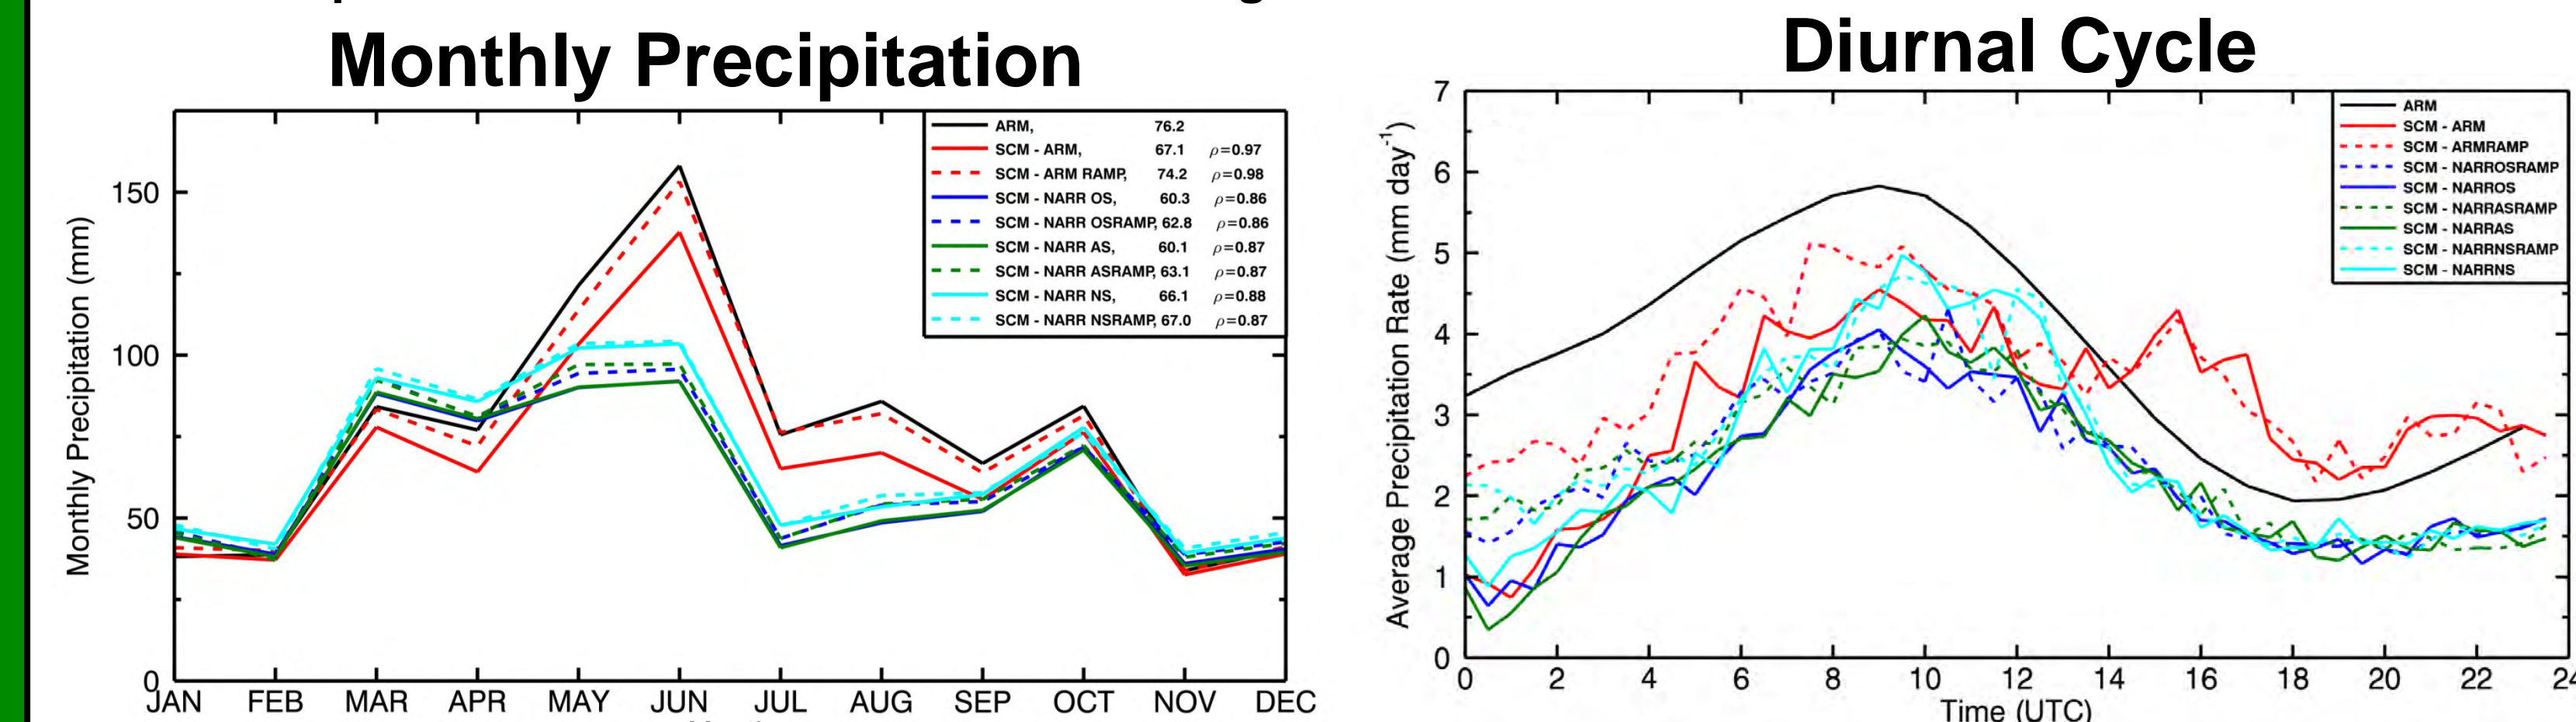 Monthly Precipitation
150
100
50
0
Monthly Precipitation (mm)
JAN FEB MAR APR MAY JUN JUL AUG SEP OCT NOV DEC
ARM, 76.2
SCM - ARM, 67.1 ρ=0.97
SCM - ARM RAMP, 74.2 ρ=0.98
SCM - NARR OS, 60.3 ρ=0.86
SCM - NARR OSRAMP, 62.8 ρ=0.86
SCM - NARR AS, 60.1 ρ=0.87
SCM - NARR ASRAMP, 63.1 ρ=0.87
SCM - NARR NS, 66.1 ρ=0.88
SCM - NARR NSRAMP, 67.0 ρ=0.87
Diurnal Cycle
7
6
5
4
3
2
1
0
Average Precipitation Rate (mm day⁻¹)
0 2 4 6 8 10 12 14 16 18 20 22 24
Time (UTC)
ARM
SCM - ARM
SCM - ARMRAMP
SCM - NARROSRAMP
SCM - NARROS
SCM - NARRASRAMP
SCM - NARRAS
SCM - NARRNSRAMP
SCM - NARRNS